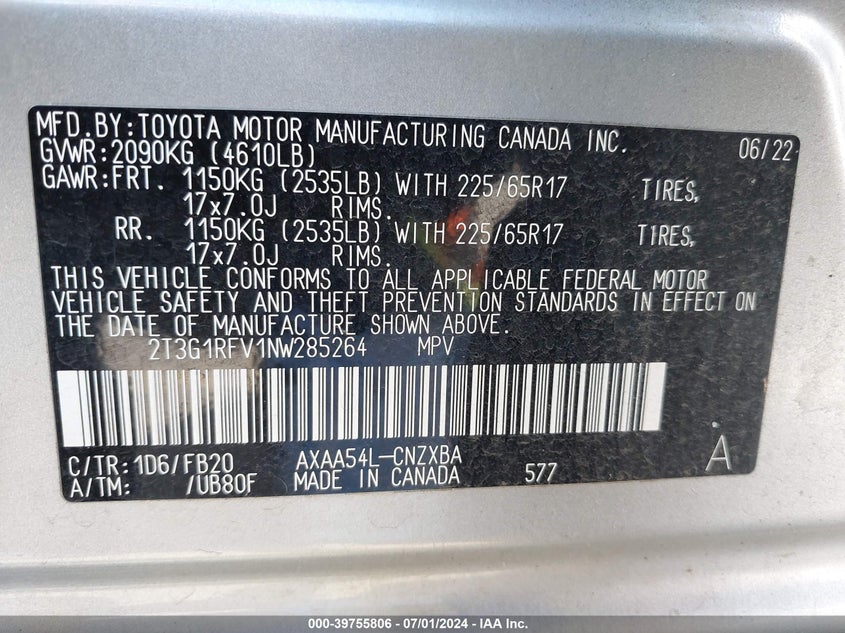 MFD.BY:TOYOTA MOTOR MANUFACTURING CANADA INC. 06/22
GVWR:2090KG (4610LB)
GAWR:FRT. 1150KG (2535LB) WITH 225/65R17 TIRES,
17x7.0J RIMS.
RR. 1150KG (2535LB) WITH 225/65R17 TIRES,
17x7.0J RIMS.
THIS VEHICLE CONFORMS TO ALL APPLICABLE FEDERAL MOTOR
VEHICLE SAFETY AND THEFT PREVENTION STANDARDS IN EFFECT ON
THE DATE OF MANUFACTURE SHOWN ABOVE.
2T3G1RFV1NW285264 MPV
C/TR:1D6/FB20 AXAA54L-CNZXBA A
A/TM: /UB80F MADE IN CANADA 577
000-39755806 - 07/01/2024 - IAA Inc.